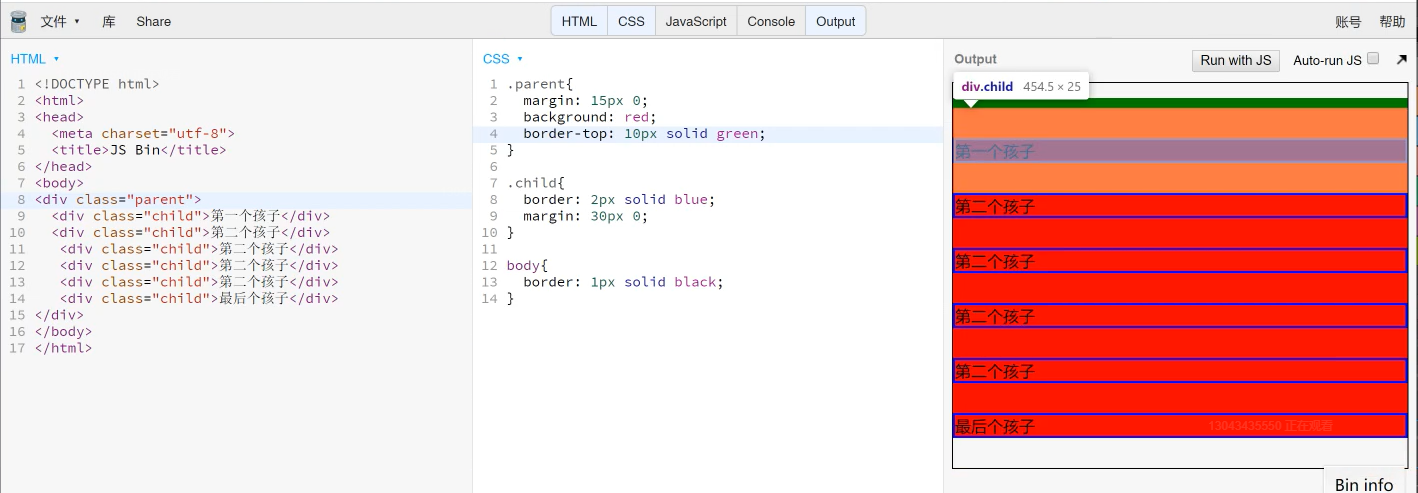 文件 ▾ 库 Share HTML CSS JavaScript Console Output 账号 帮助
HTML ▾
1 <!DOCTYPE html>
2 <html>
3 <head>
4 <meta charset="utf-8">
5 <title>JS Bin</title>
6 </head>
7 <body>
8 <div class="parent">
9 <div class="child">第一个孩子</div>
10 <div class="child">第二个孩子</div>
11 <div class="child">第二个孩子</div>
12 <div class="child">第二个孩子</div>
13 <div class="child">第二个孩子</div>
14 <div class="child">最后个孩子</div>
15 </div>
16 </body>
17 </html>
CSS ▾
1 .parent{
2 margin: 15px 0;
3 background: red;
4 border-top: 10px solid green;
5 }
6
7 .child{
8 border: 2px solid blue;
9 margin: 30px 0;
10 }
11
12 body{
13 border: 1px solid black;
14 }
Output Run with JS Auto-run JS
div.child 454.5 × 25
第一个孩子
第二个孩子
第二个孩子
第二个孩子
第二个孩子
最后个孩子
13043435550 正在观看
Bin info